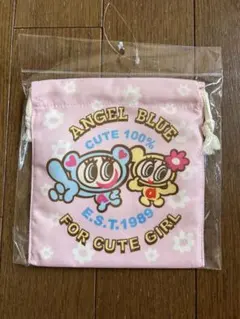 ANGEL BLUE
CUTE 100%
E.S.T.1989
FOR CUTE GIRL